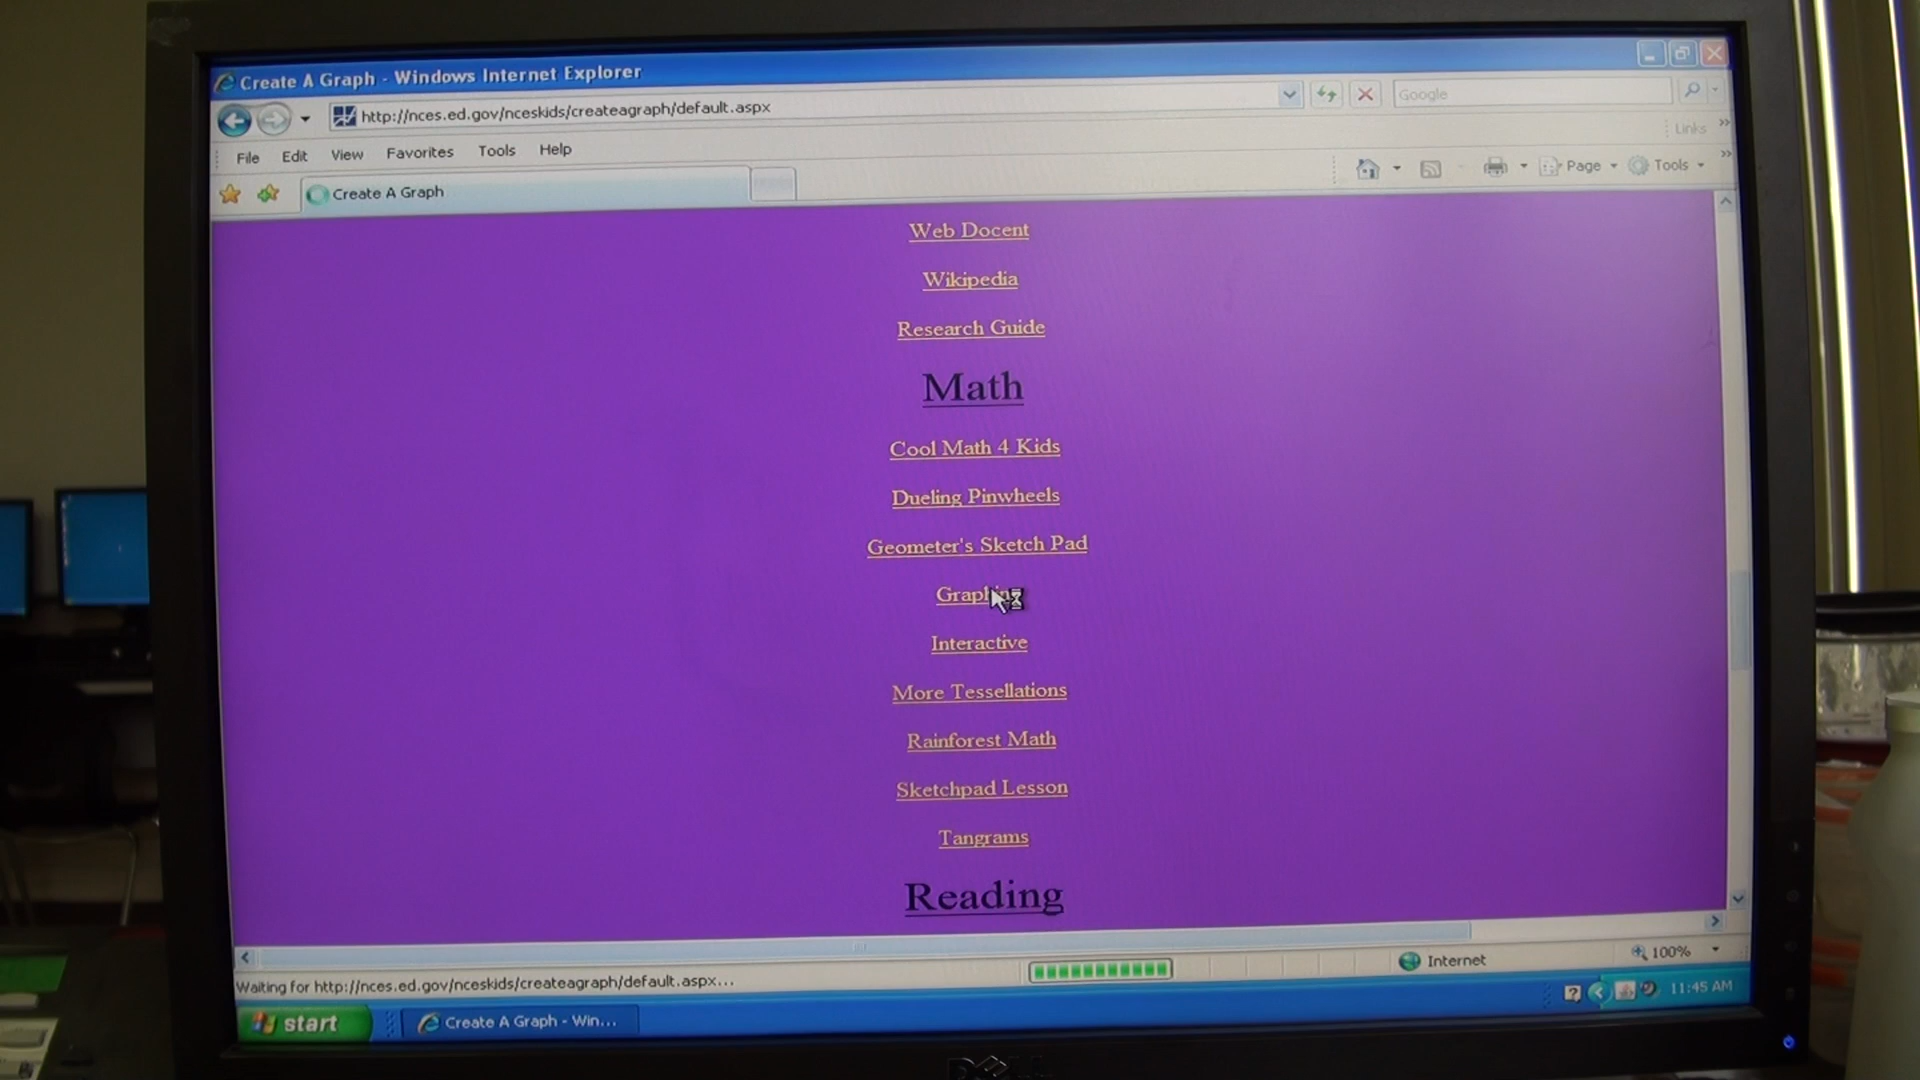 Create A Graph - Windows Internet Explorer
http://nces.ed.gov/nceskids/createagraph/default.aspx
Google
Links
File Edit View Favorites Tools Help
Create A Graph
Page Tools
Web Docent
Wikipedia
Research Guide
Math
Cool Math 4 Kids
Dueling Pinwheels
Geometer's Sketch Pad
Graphing
Interactive
More Tessellations
Rainforest Math
Sketchpad Lesson
Tangrams
Reading
Waiting for http://nces.ed.gov/nceskids/createagraph/default.aspx...
Internet
100%
start
Create A Graph - Win...
11:45 AM
DELL